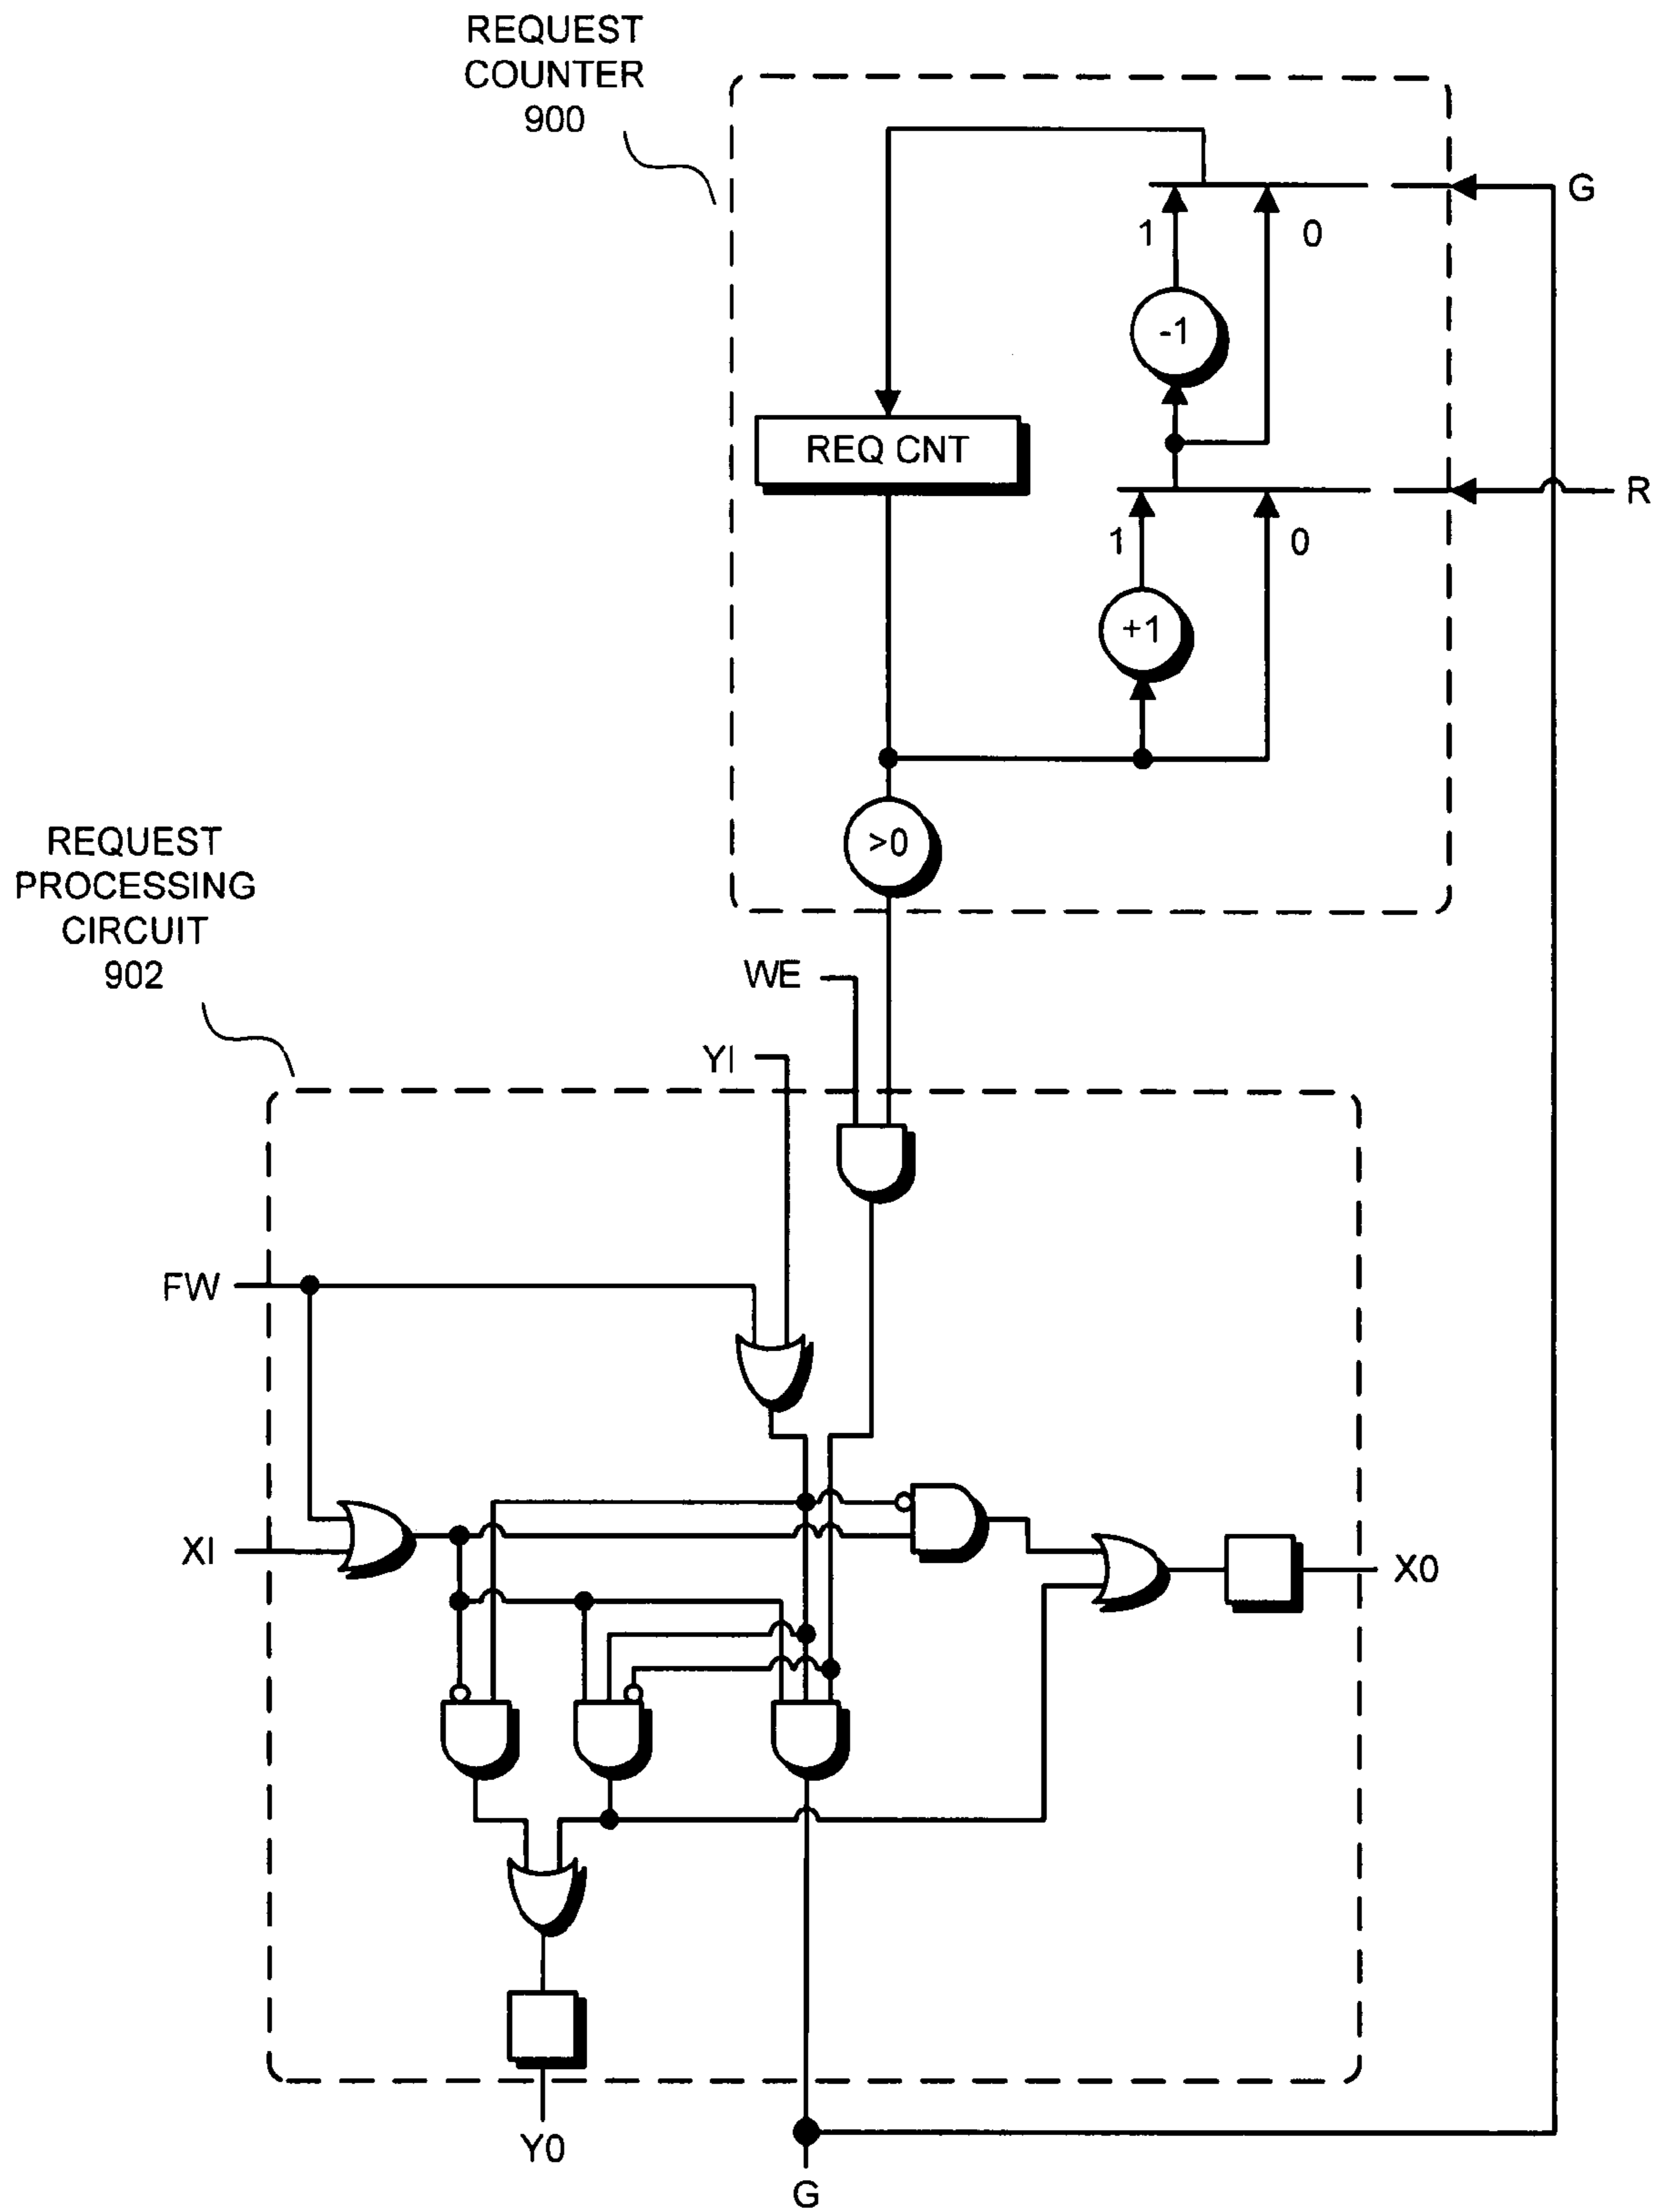 REQUEST
COUNTER
900
G
1
0
-1
REQ CNT
R
1
0
+1
>0
REQUEST
PROCESSING
CIRCUIT
902
WE
YI
FW
XI
X0
Y0
G